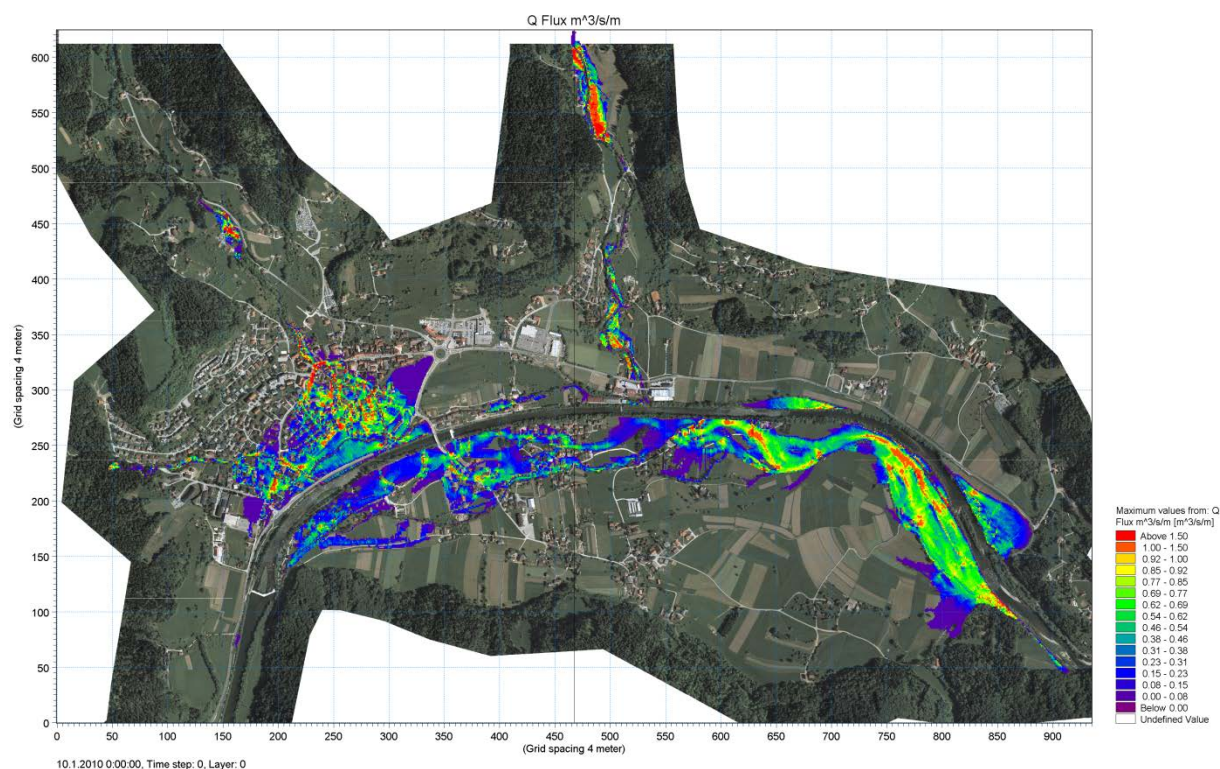 Q Flux m^3/s/m
600
550
500
450
400
350
300
250
200
150
100
50
0
(Grid spacing 4 meter)
0 50 100 150 200 250 300 350 400 450 500 550 600 650 700 750 800 850 900
(Grid spacing 4 meter)
Maximum values from: Q
Flux m^3/s/m [m^3/s/m]
Above 1.50
1.00 - 1.50
0.92 - 1.00
0.85 - 0.92
0.77 - 0.85
0.69 - 0.77
0.62 - 0.69
0.54 - 0.62
0.46 - 0.54
0.38 - 0.46
0.31 - 0.38
0.23 - 0.31
0.15 - 0.23
0.08 - 0.15
0.00 - 0.08
Below 0.00
Undefined Value
10.1.2010 0:00:00, Time step: 0, Layer: 0